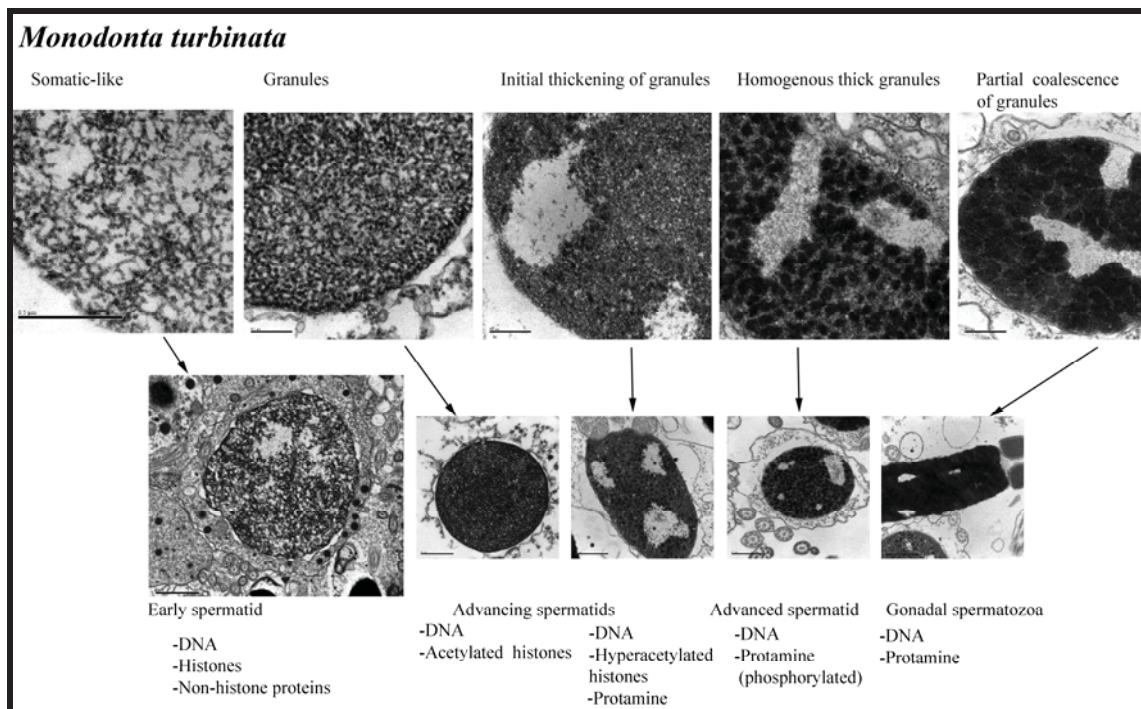 Monodonta turbinata
Somatic-like
Granules
Initial thickening of granules
Homogenous thick granules
Partial coalescence
of granules
Early spermatid
-DNA
-Histones
-Non-histone proteins
Advancing spermatids
-DNA
-Acetylated histones
-DNA
-Hyperacetylated
histones
-Protamine
Advanced spermatid
-DNA
-Protamine
(phosphorylated)
Gonadal spermatozoa
-DNA
-Protamine